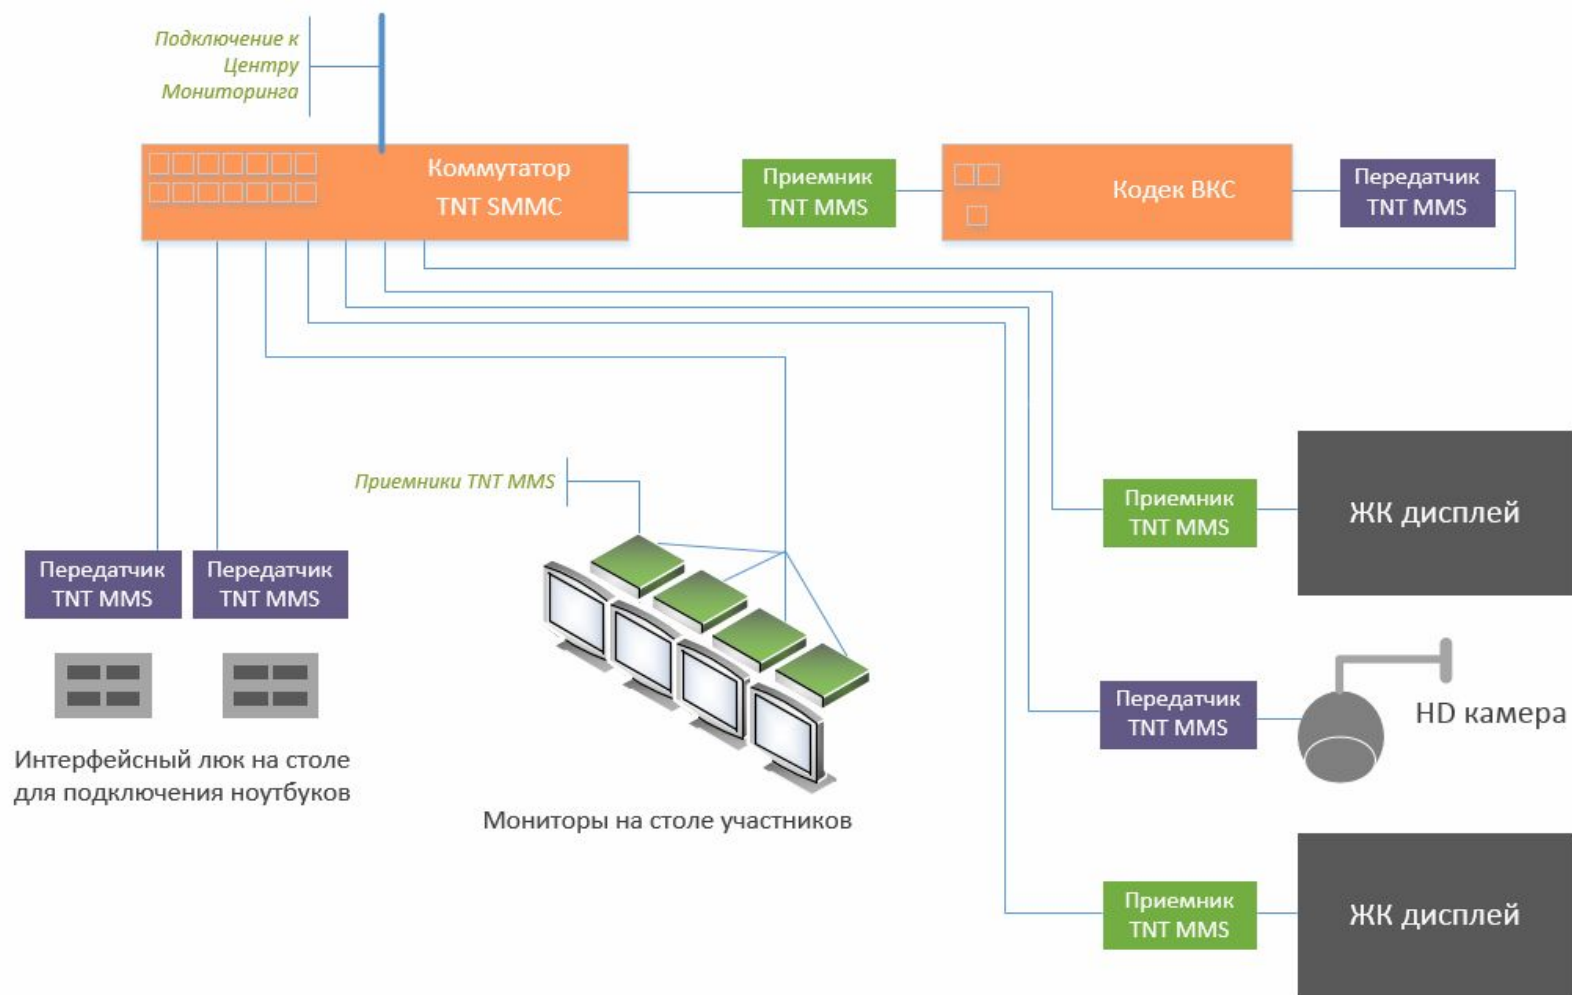 Подключение к
Центру
Мониторинга
Коммутатор
TNT SMMC
Приемник
TNT MMS
Кодек ВКС
Передатчик
TNT MMS
Приемники TNT MMS
Приемник
TNT MMS
ЖК дисплей
Передатчик
TNT MMS
Передатчик
TNT MMS
Передатчик
TNT MMS
HD камера
Интерфейсный люк на столе
для подключения ноутбуков
Мониторы на столе участников
Приемник
TNT MMS
ЖК дисплей